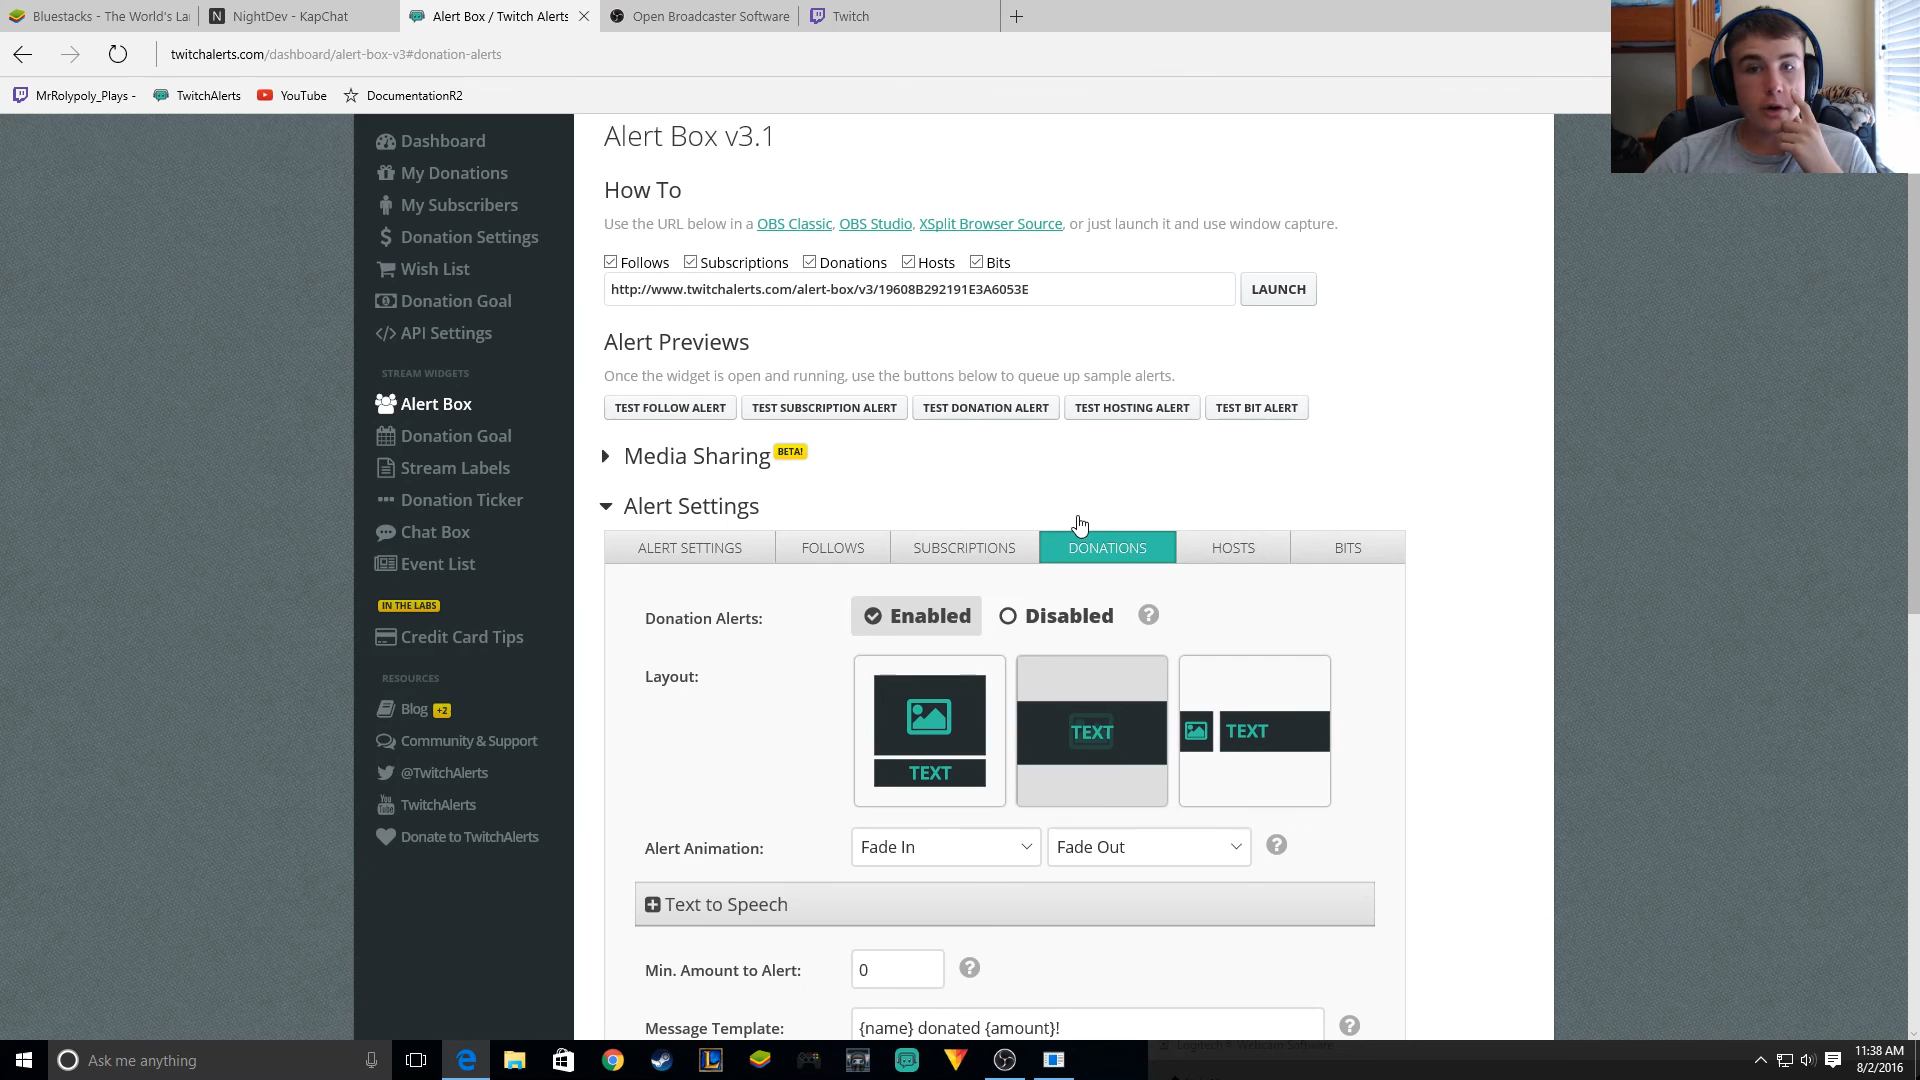 Bluestacks - The World's La
NightDev - KapChat
Alert Box / Twitch Alerts
Open Broadcaster Software
Twitch
twitchalerts.com/dashboard/alert-box-v3#donation-alerts
MrRolypoly_Plays -
TwitchAlerts
YouTube
DocumentationR2
Dashboard
My Donations
My Subscribers
Donation Settings
Wish List
Donation Goal
API Settings
STREAM WIDGETS
Alert Box
Donation Goal
Stream Labels
Donation Ticker
Chat Box
Event List
IN THE LABS
Credit Card Tips
RESOURCES
Blog +2
Community & Support
@TwitchAlerts
TwitchAlerts
Donate to TwitchAlerts
Alert Box v3.1
How To
Use the URL below in a OBS Classic, OBS Studio, XSplit Browser Source, or just launch it and use window capture.
Follows Subscriptions Donations Hosts Bits
http://www.twitchalerts.com/alert-box/v3/19608B292191E3A6053E
LAUNCH
Alert Previews
Once the widget is open and running, use the buttons below to queue up sample alerts.
TEST FOLLOW ALERT TEST SUBSCRIPTION ALERT TEST DONATION ALERT TEST HOSTING ALERT TEST BIT ALERT
Media Sharing BETA!
Alert Settings
ALERT SETTINGS FOLLOWS SUBSCRIPTIONS DONATIONS HOSTS BITS
Donation Alerts: Enabled Disabled ?
Layout:
TEXT
TEXT
TEXT
Alert Animation: Fade In Fade Out ?
Text to Speech
Min. Amount to Alert: 0 ?
Message Template: {name} donated {amount}! ?
Ask me anything
Logitech® Webcam Software
11:38 AM
8/2/2016